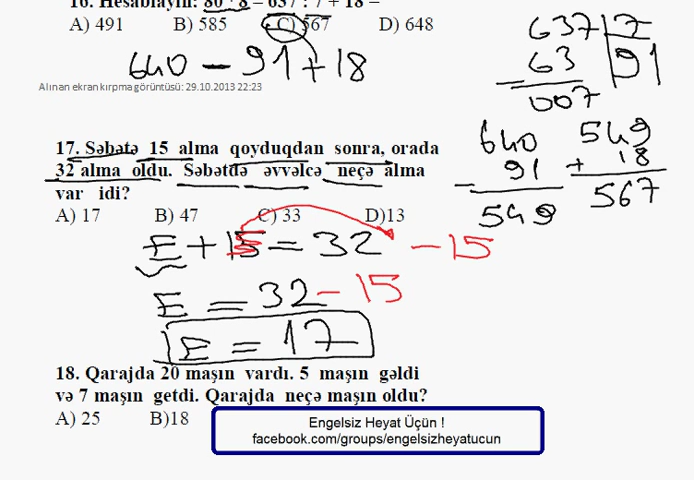 16. Hesablayın: 80 · 8 – 637 : 7 + 18 =
A) 491 B) 585 C) 567 D) 648
640 – 91 + 18
Alınan ekran kırpma görüntüsü: 29.10.2013 22:23
637 7
63 91
007
640
91
549
549
+ 18
567
17. Səbətə 15 alma qoyduqdan sonra, orada
32 alma oldu. Səbətdə əvvəlcə neçə alma
var idi?
A) 17 B) 47 C) 33 D)13
E + 15 = 32 – 15
E = 32 – 15
E = 17
18. Qarajda 20 maşın vardı. 5 maşın gəldi
və 7 maşın getdi. Qarajda neçə maşın oldu?
A) 25 B)18
Engelsiz Heyat Üçün !
facebook.com/groups/engelsizheyatucun